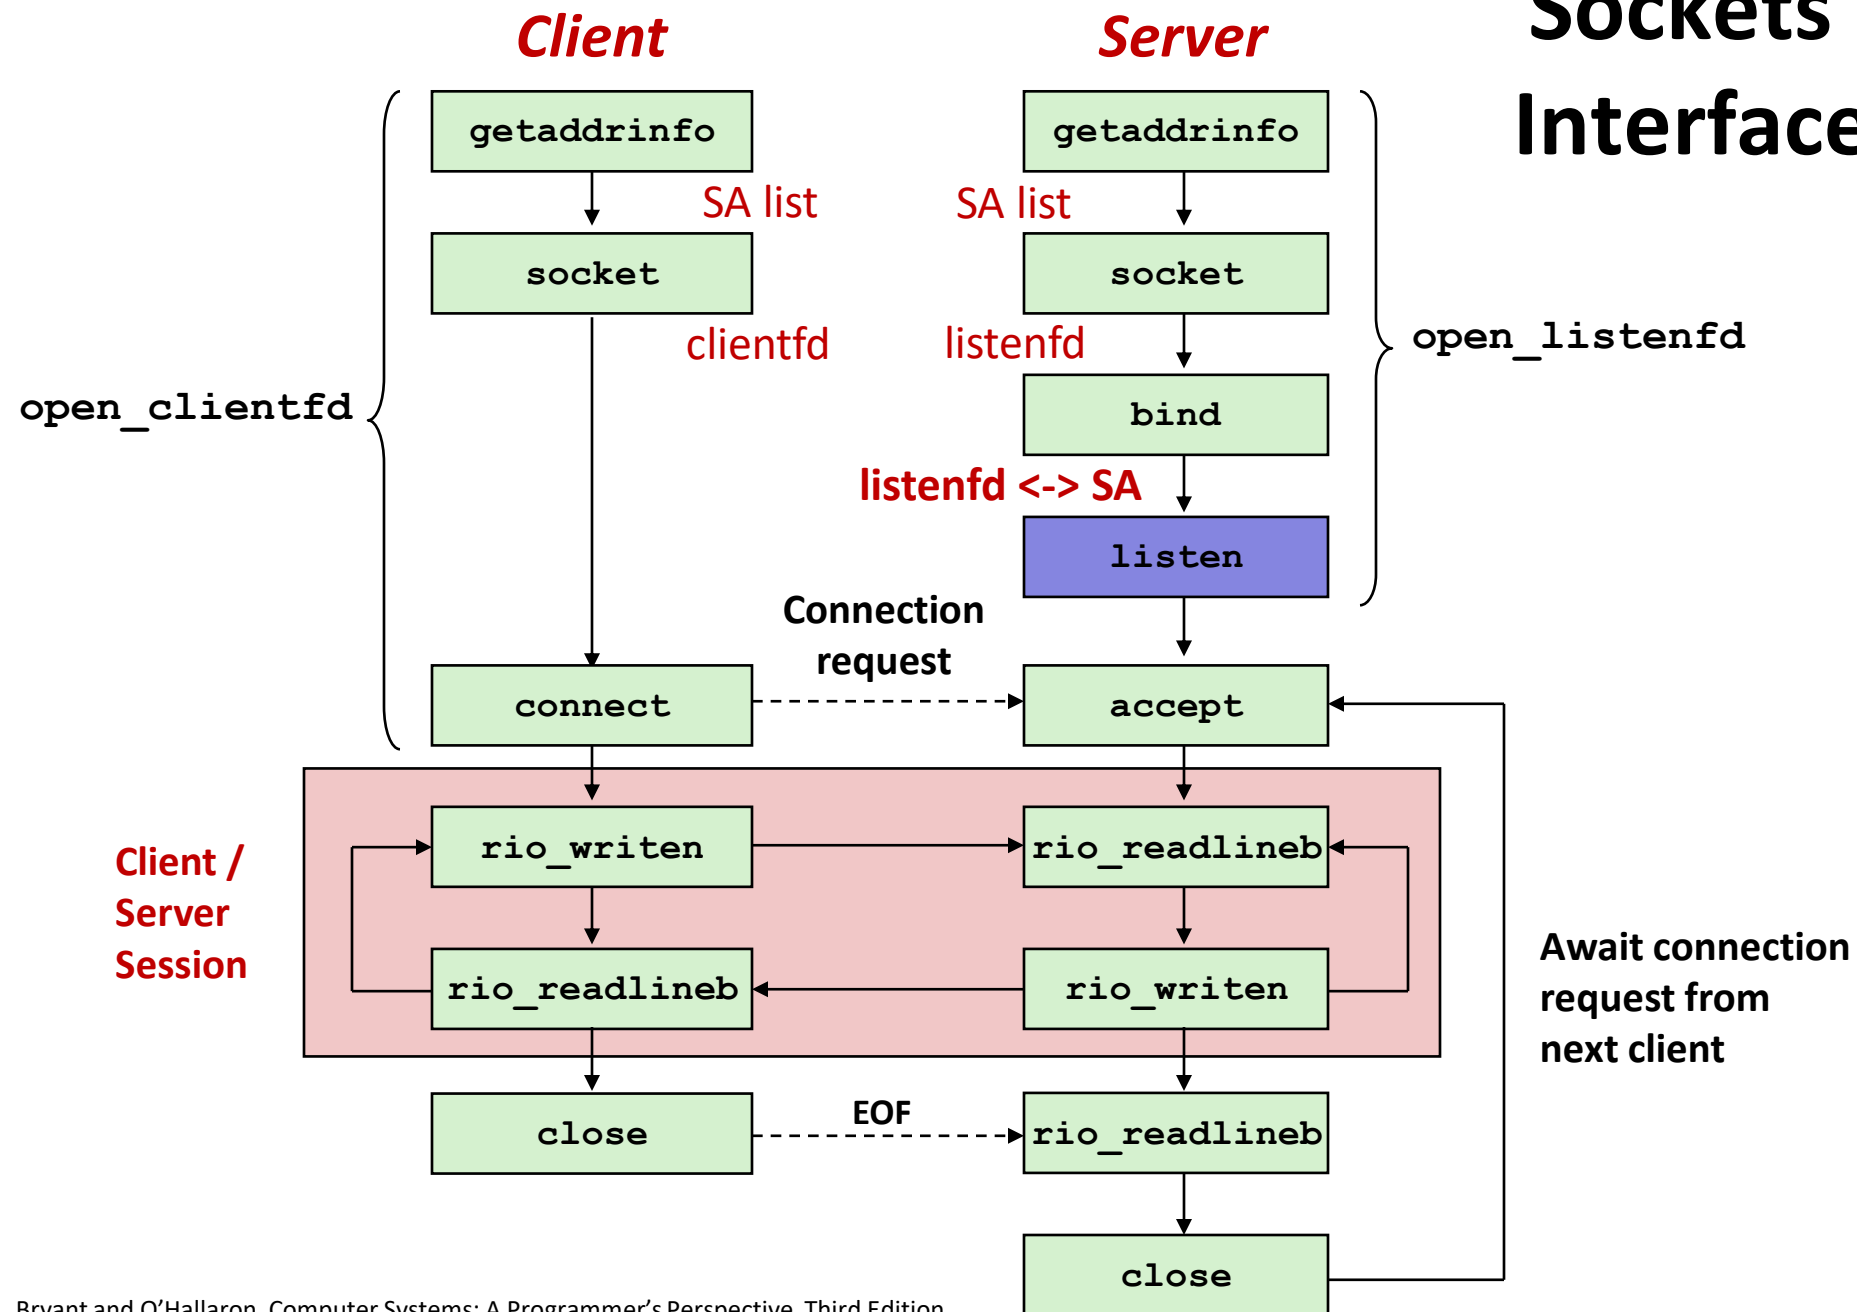 Sockets
Interface
Client
Server
getaddrinfo
getaddrinfo
SA list
SA list
socket
socket
clientfd
listenfd
open_listenfd
open_clientfd
bind
listenfd <-> SA
listen
Connection
request
connect
accept
Client /
Server
Session
rio_writen
rio_readlineb
rio_readlineb
rio_writen
Await connection
request from
next client
close
EOF
rio_readlineb
close
Bryant and O'Hallaron, Computer Systems: A Programmer's Perspective, Third Edition